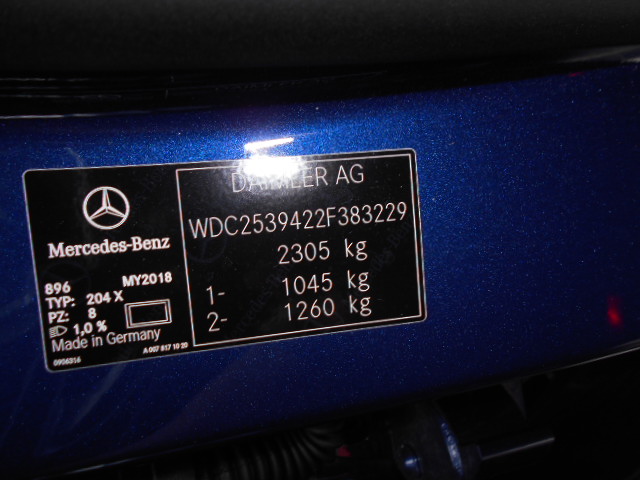 Mercedes-Benz
896 MY2018
TYP: 204 X
PZ: 8
1,0 %
Made in Germany
0906316 A 007 817 10 20
DAIMLER AG
WDC2539422F383229
2305 kg
1- 1045 kg
2- 1260 kg